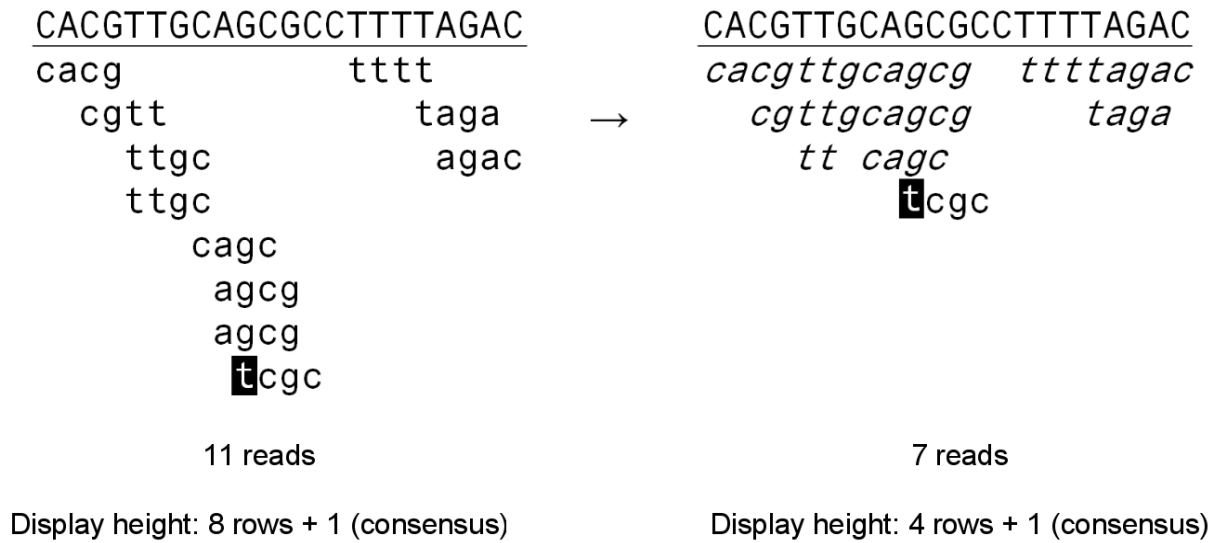 CACGTTGCAGCGCCTTTTAGAC
cacg tttt
cgtt taga
ttgc agac
ttgc
cagc
agcg
agcg
tcgc
11 reads
Display height: 8 rows + 1 (consensus)
→
CACGTTGCAGCGCCTTTTAGAC
cacgttgcagcg ttttagac
cgttgcagcg taga
tt cagc
tcgc
7 reads
Display height: 4 rows + 1 (consensus)